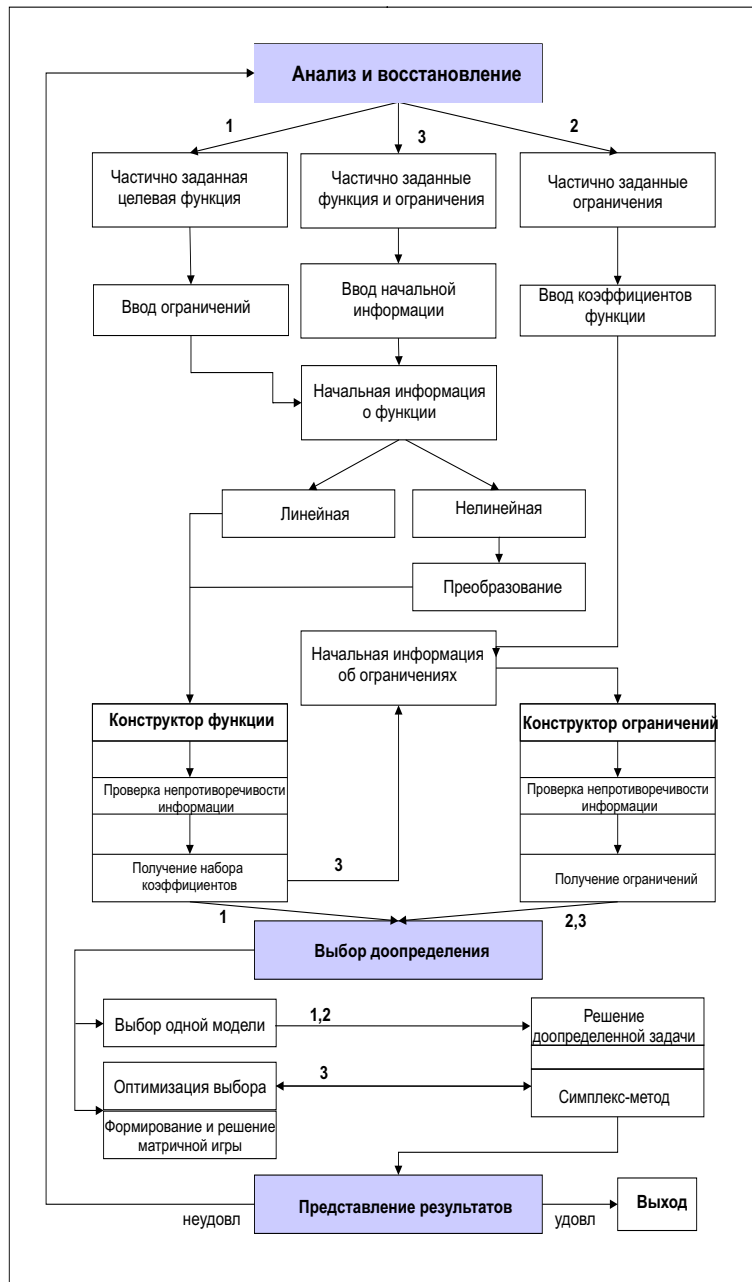 Анализ и восстановление
1
3
2
Частично заданная
целевая функция
Частично заданные
функция и ограничения
Частично заданные
ограничения
Ввод ограничений
Ввод начальной
информации
Ввод коэффициентов
функции
Начальная информация
о функции
Линейная
Нелинейная
Преобразование
Начальная информация
об ограничениях
Конструктор функции
Конструктор ограничений
Проверка непротиворечивости
информации
Проверка непротиворечивости
информации
Получение набора
коэффициентов
3
Получение ограничений
1
2,3
Выбор доопределения
Выбор одной модели
1,2
Решение
доопределенной задачи
Оптимизация выбора
3
Симплекс-метод
Формирование и решение
матричной игры
Представление результатов
неудовл
удовл
Выход